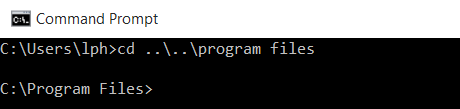 Command Prompt
C:\Users\lph>cd ..\..\program files
C:\Program Files>